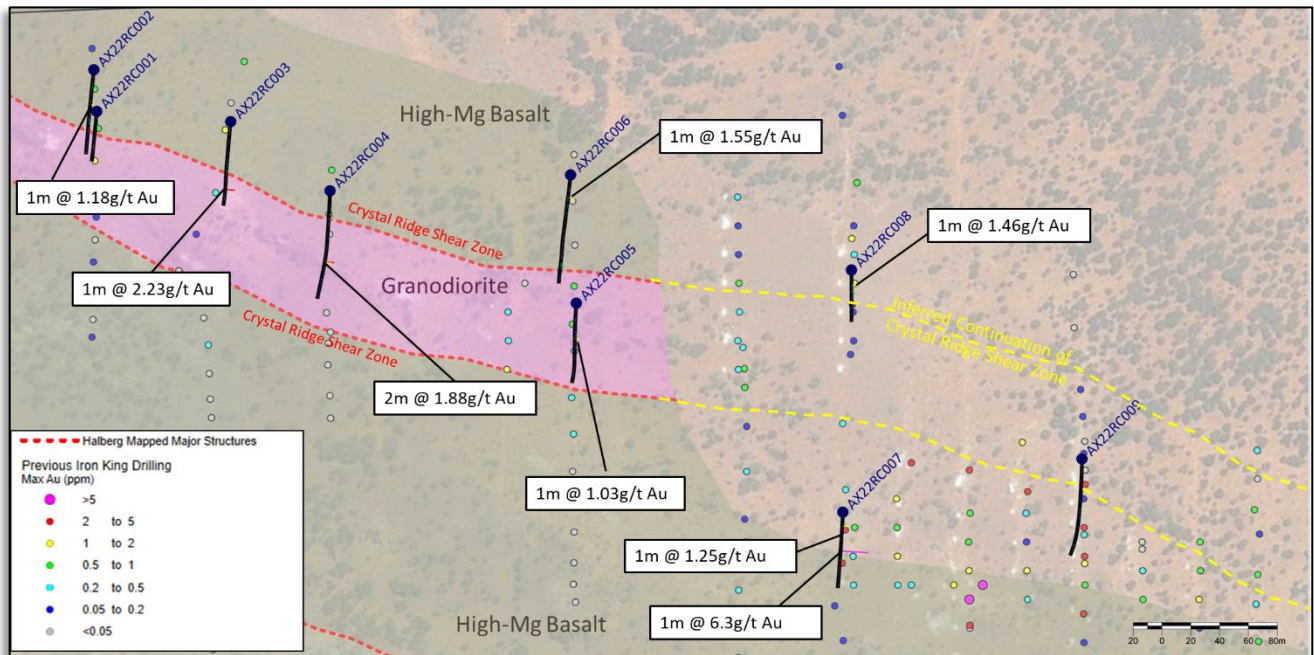 AX22RC002
AX22RC001
AX22RC003
AX22RC004
AX22RC006
High-Mg Basalt
1m @ 1.55g/t Au
1m @ 1.18g/t Au
Crystal Ridge Shear Zone
AX22RC008
1m @ 1.46g/t Au
1m @ 2.23g/t Au
Granodiorite
AX22RC005
Crystal Ridge Shear Zone
Inferred Continuation of
Crystal Ridge Shear Zone
2m @ 1.88g/t Au
AX22RC009
1m @ 1.03g/t Au
AX22RC007
1m @ 1.25g/t Au
1m @ 6.3g/t Au
High-Mg Basalt
Halberg Mapped Major Structures
Previous Iron King Drilling
Max Au (ppm)
>5
2 to 5
1 to 2
0.5 to 1
0.2 to 0.5
0.05 to 0.2
<0.05
20 0 20 40 60 80m